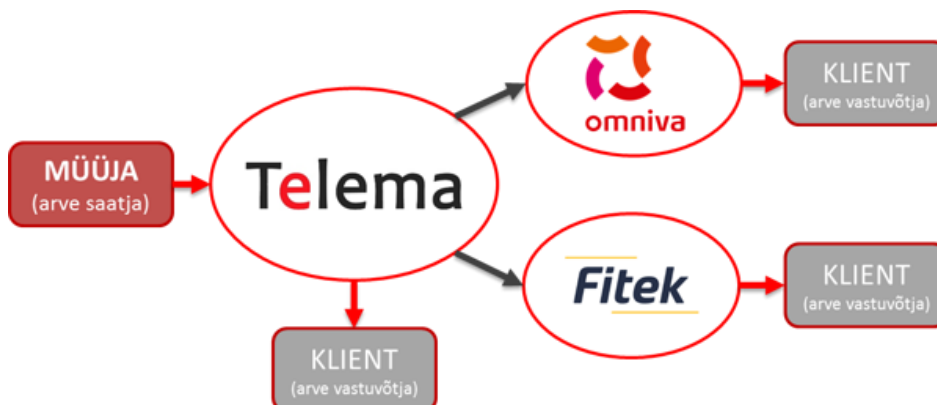 MÜÜJA
(arve saatja)
Telema
omniva
KLIENT
(arve vastuvõtja)
Fitek
KLIENT
(arve vastuvõtja)
KLIENT
(arve vastuvõtja)